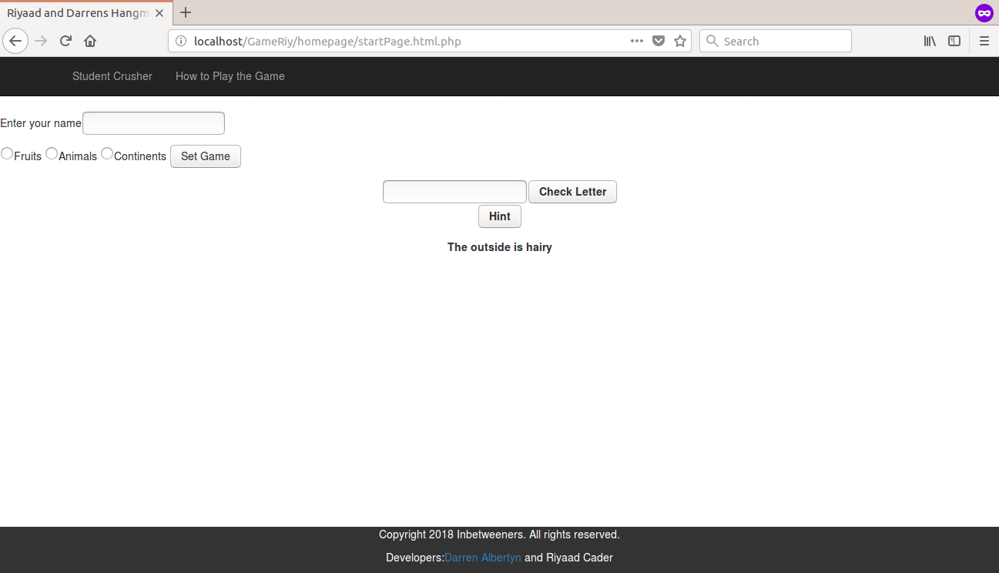 Riyaad and Darrens Hangm
localhost/GameRiy/homepage/startPage.html.php
Search
Student Crusher How to Play the Game
Enter your name
Fruits Animals Continents Set Game
Check Letter
Hint
The outside is hairy
Copyright 2018 Inbetweeners. All rights reserved.
Developers:Darren Albertyn and Riyaad Cader